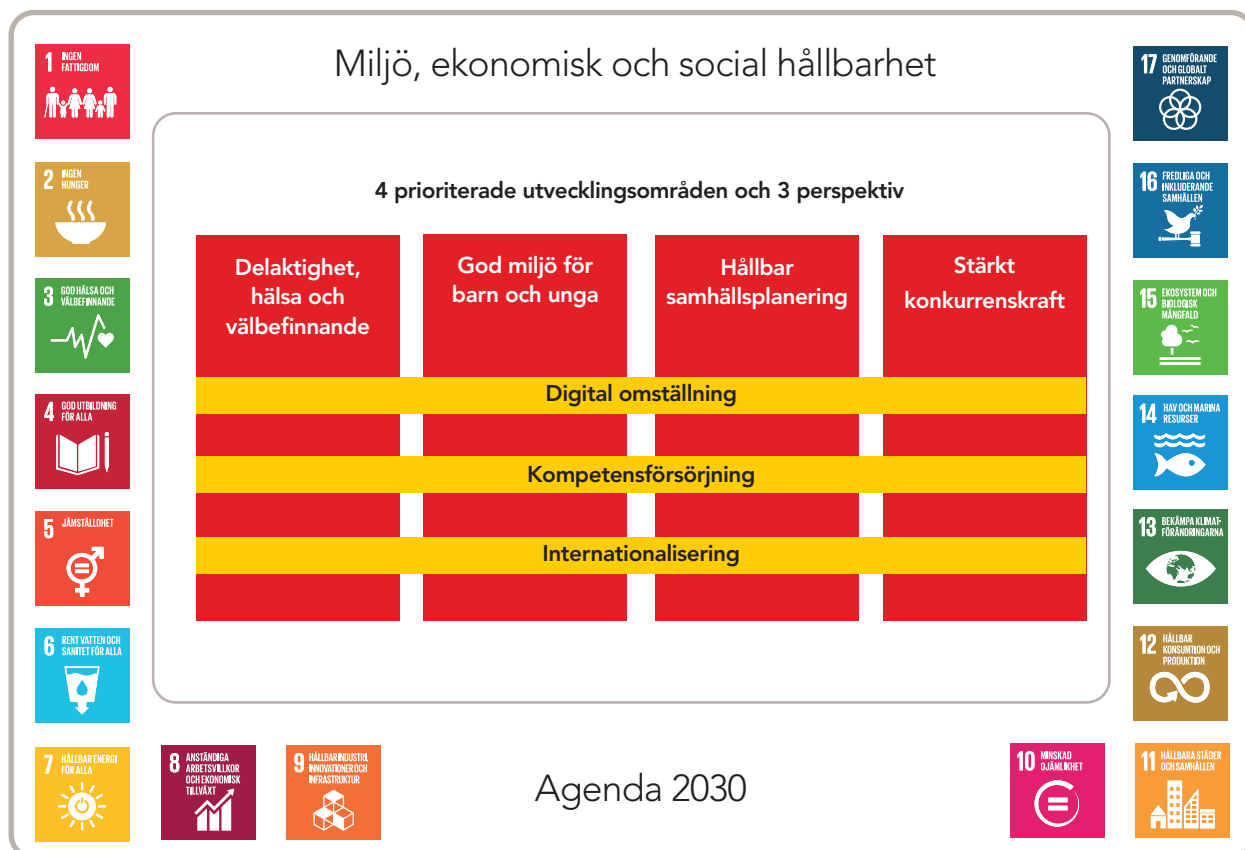 Miljö, ekonomisk och social hållbarhet
4 prioriterade utvecklingsområden och 3 perspektiv
Delaktighet,
hälsa och
välbefinnande
God miljö för
barn och unga
Hållbar
samhällsplanering
Stärkt
konkurrenskraft
Digital omställning
Kompetensförsörjning
Internationalisering
Agenda 2030
1 INGEN
FATTIGDOM
2 INGEN
HUNGER
3 GOD HÄLSA OCH
VÄLBEFINNANDE
4 GOD UTBILDNING
FÖR ALLA
5 JÄMSTÄLLDHET
6 RENT VATTEN OCH
SANITET FÖR ALLA
7 HÅLLBAR ENERGI
FÖR ALLA
8 ANSTÄNDIGA
ARBETSVILLKOR
OCH EKONOMISK
TILLVÄXT
9 HÅLLBAR INDUSTRI,
INNOVATIONER OCH
INFRASTRUKTUR
10 MINSKAD
OJÄMLIKHET
11 HÅLLBARA STÄDER
OCH SAMHÄLLEN
12 HÅLLBAR
KONSUMTION OCH
PRODUKTION
13 BEKÄMPA KLIMAT-
FÖRÄNDRINGARNA
14 HAV OCH MARINA
RESURSER
15 EKOSYSTEM OCH
BIOLOGISK
MÅNGFALD
16 FREDLIGA OCH
INKLUDERANDE
SAMHÄLLEN
17 GENOMFÖRANDE
OCH GLOBALT
PARTNERSKAP